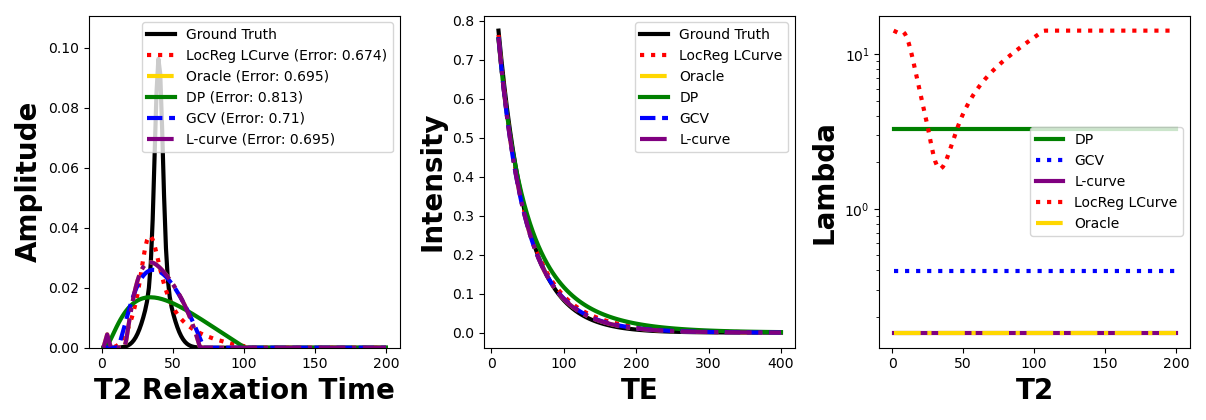 Amplitude
0.10
0.08
0.06
0.04
0.02
0.00
Ground Truth
LocReg LCurve (Error: 0.674)
Oracle (Error: 0.695)
DP (Error: 0.813)
GCV (Error: 0.71)
L-curve (Error: 0.695)
0 50 100 150 200
T2 Relaxation Time
Intensity
0.8
0.7
0.6
0.5
0.4
0.3
0.2
0.1
0.0
Ground Truth
LocReg LCurve
Oracle
DP
GCV
L-curve
0 100 200 300 400
TE
Lambda
10¹
10⁰
DP
GCV
L-curve
LocReg LCurve
Oracle
0 50 100 150 200
T2